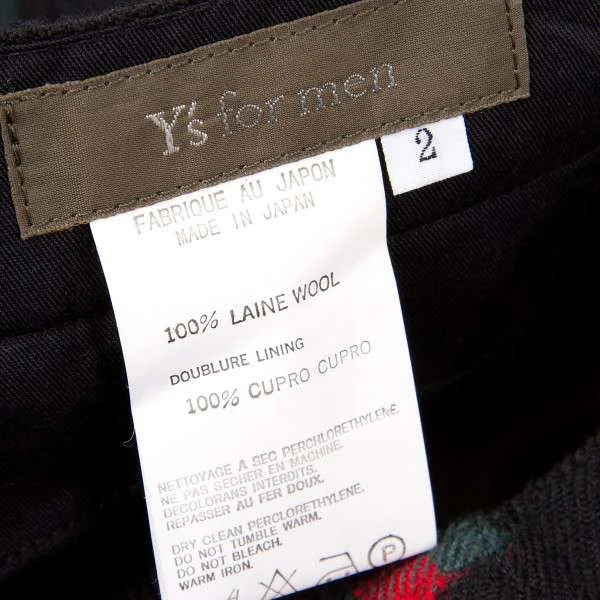 Y's for men
2
FABRIQUE AU JAPON
MADE IN JAPAN
100% LAINE WOOL
DOUBLURE LINING
100% CUPRO CUPRO
NETTOYAGE A SEC PERCHLORETHYLENE.
NE PAS SECHER EN MACHINE.
DECOLORANS INTERDITS.
REPASSER AU FER DOUX.
DRY CLEAN PERCLORETHYLENE.
DO NOT TUMBLE WARM.
DO NOT BLEACH.
WARM IRON.
P